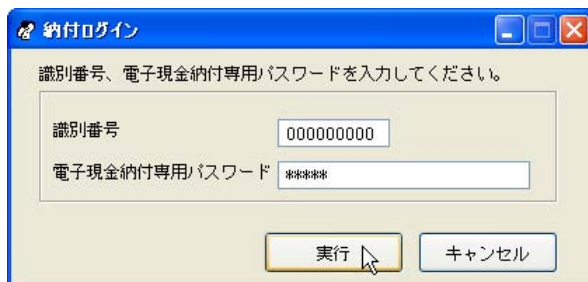 納付ログイン
識別番号、電子現金納付専用パスワードを入力してください。
識別番号 000000000
電子現金納付専用パスワード *****
実行 キャンセル